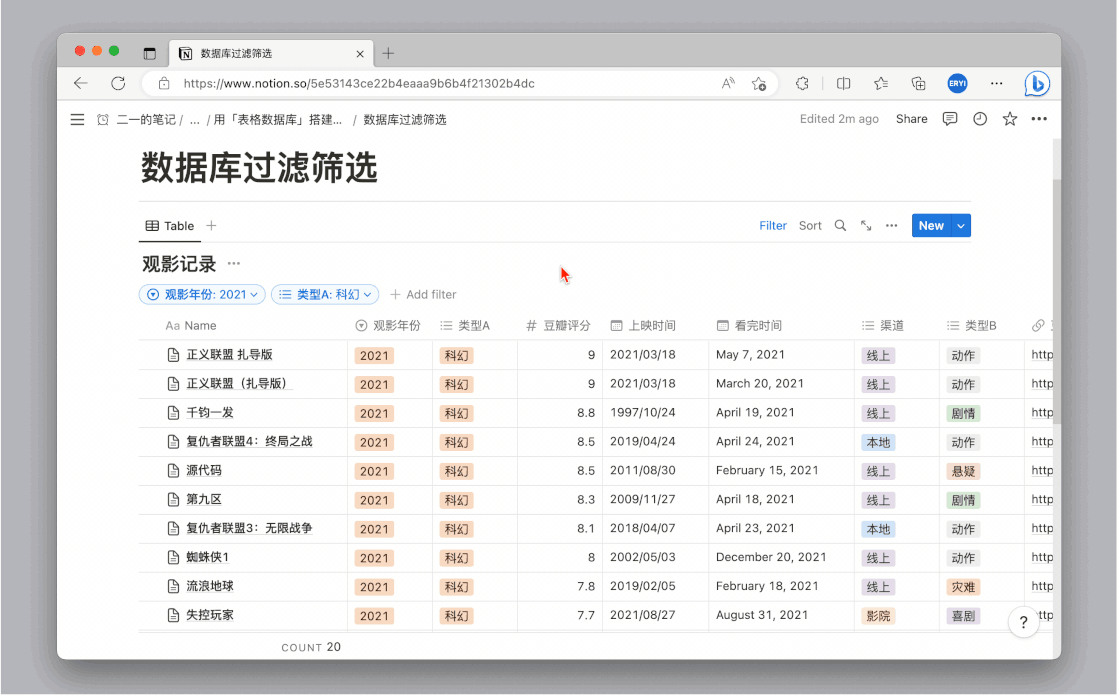 数据库过滤筛选
https://www.notion.so/5e53143ce22b4eaaa9b6b4f21302b4dc
ERYI
二一的笔记 / ... / 用「表格数据库」搭建... / 数据库过滤筛选
Edited 2m ago Share
数据库过滤筛选
Table Filter Sort New
观影记录
观影年份: 2021 类型A: 科幻 Add filter
Aa Name 观影年份 类型A # 豆瓣评分 上映时间 看完时间 渠道 类型B
正义联盟 扎导版 2021 科幻 9 2021/03/18 May 7, 2021 线上 动作 http
正义联盟（扎导版） 2021 科幻 9 2021/03/18 March 20, 2021 线上 动作 http
千钧一发 2021 科幻 8.8 1997/10/24 April 19, 2021 线上 剧情 http
复仇者联盟4：终局之战 2021 科幻 8.5 2019/04/24 April 24, 2021 本地 动作 http
源代码 2021 科幻 8.5 2011/08/30 February 15, 2021 线上 悬疑 http
第九区 2021 科幻 8.3 2009/11/27 April 18, 2021 线上 剧情 http
复仇者联盟3：无限战争 2021 科幻 8.1 2018/04/07 April 23, 2021 本地 动作 http
蜘蛛侠1 2021 科幻 8 2002/05/03 December 20, 2021 线上 动作 http
流浪地球 2021 科幻 7.8 2019/02/05 February 18, 2021 线上 灾难 http
失控玩家 2021 科幻 7.7 2021/08/27 August 31, 2021 影院 喜剧 ttp
?
COUNT 20